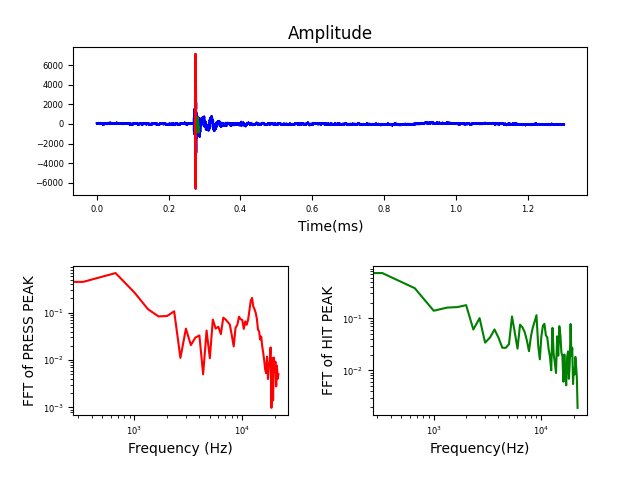 Amplitude
6000
4000
2000
0
−2000
−4000
−6000
0.0 0.2 0.4 0.6 0.8 1.0 1.2
Time(ms)
FFT of PRESS PEAK
10⁻¹
10⁻²
10⁻³
10³ 10⁴
Frequency (Hz)
FFT of HIT PEAK
10⁻¹
10⁻²
10³ 10⁴
Frequency(Hz)